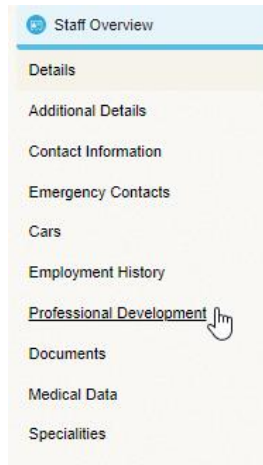 Staff Overview
Details
Additional Details
Contact Information
Emergency Contacts
Cars
Employment History
Professional Development
Documents
Medical Data
Specialities